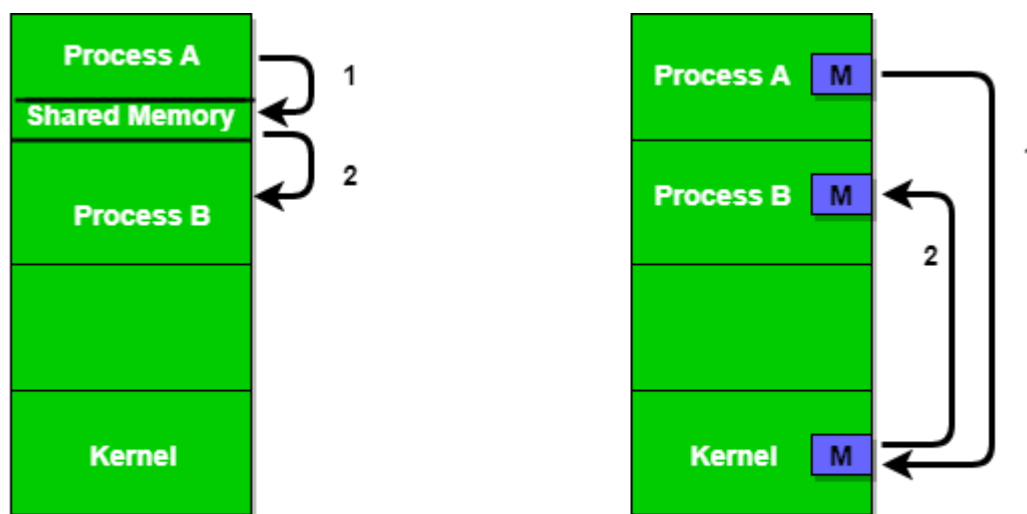 Process A
1
Shared Memory
2
Process B
Kernel
Process A M
Process B M
2
Kernel M